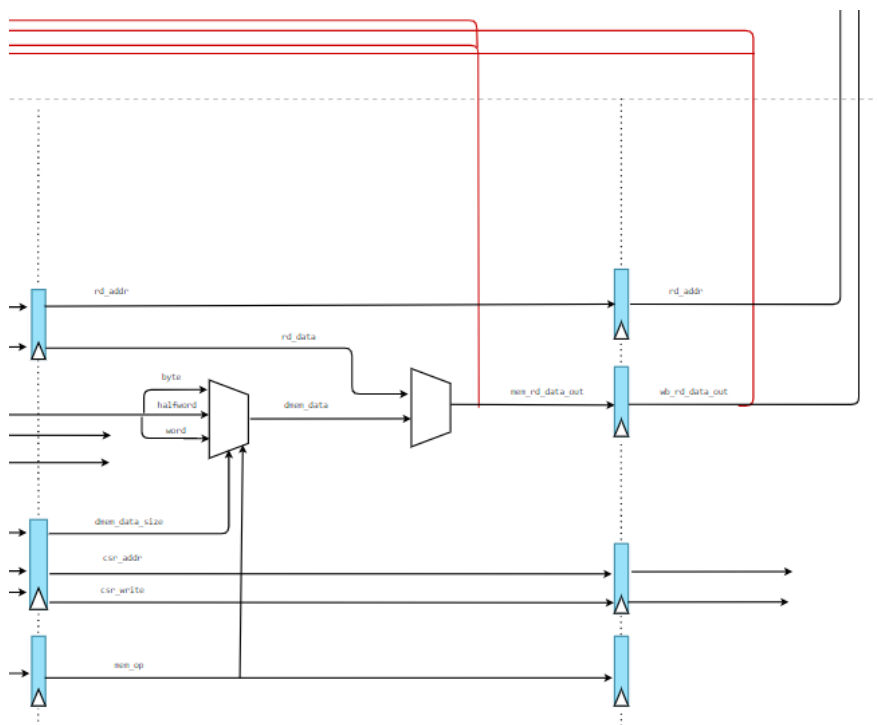 rd_addr
rd_addr
rd_data
byte
halfword
word
dmem_data
mem_rd_data_out
wb_rd_data_out
dmem_data_size
csr_addr
csr_write
mem_op